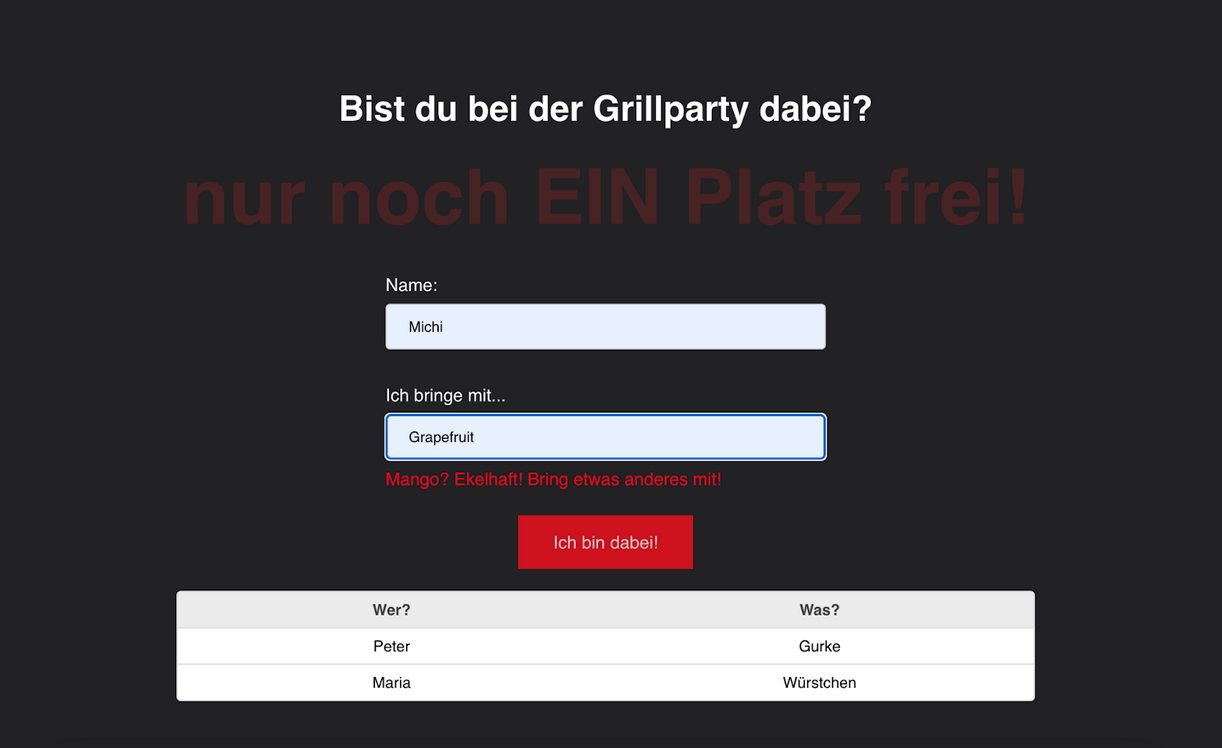 Bist du bei der Grillparty dabei?
nur noch EIN Platz frei!
Name:
Michi
Ich bringe mit...
Grapefruit
Mango? Ekelhaft! Bring etwas anderes mit!
Ich bin dabei!
Wer? Was?
Peter Gurke
Maria Würstchen